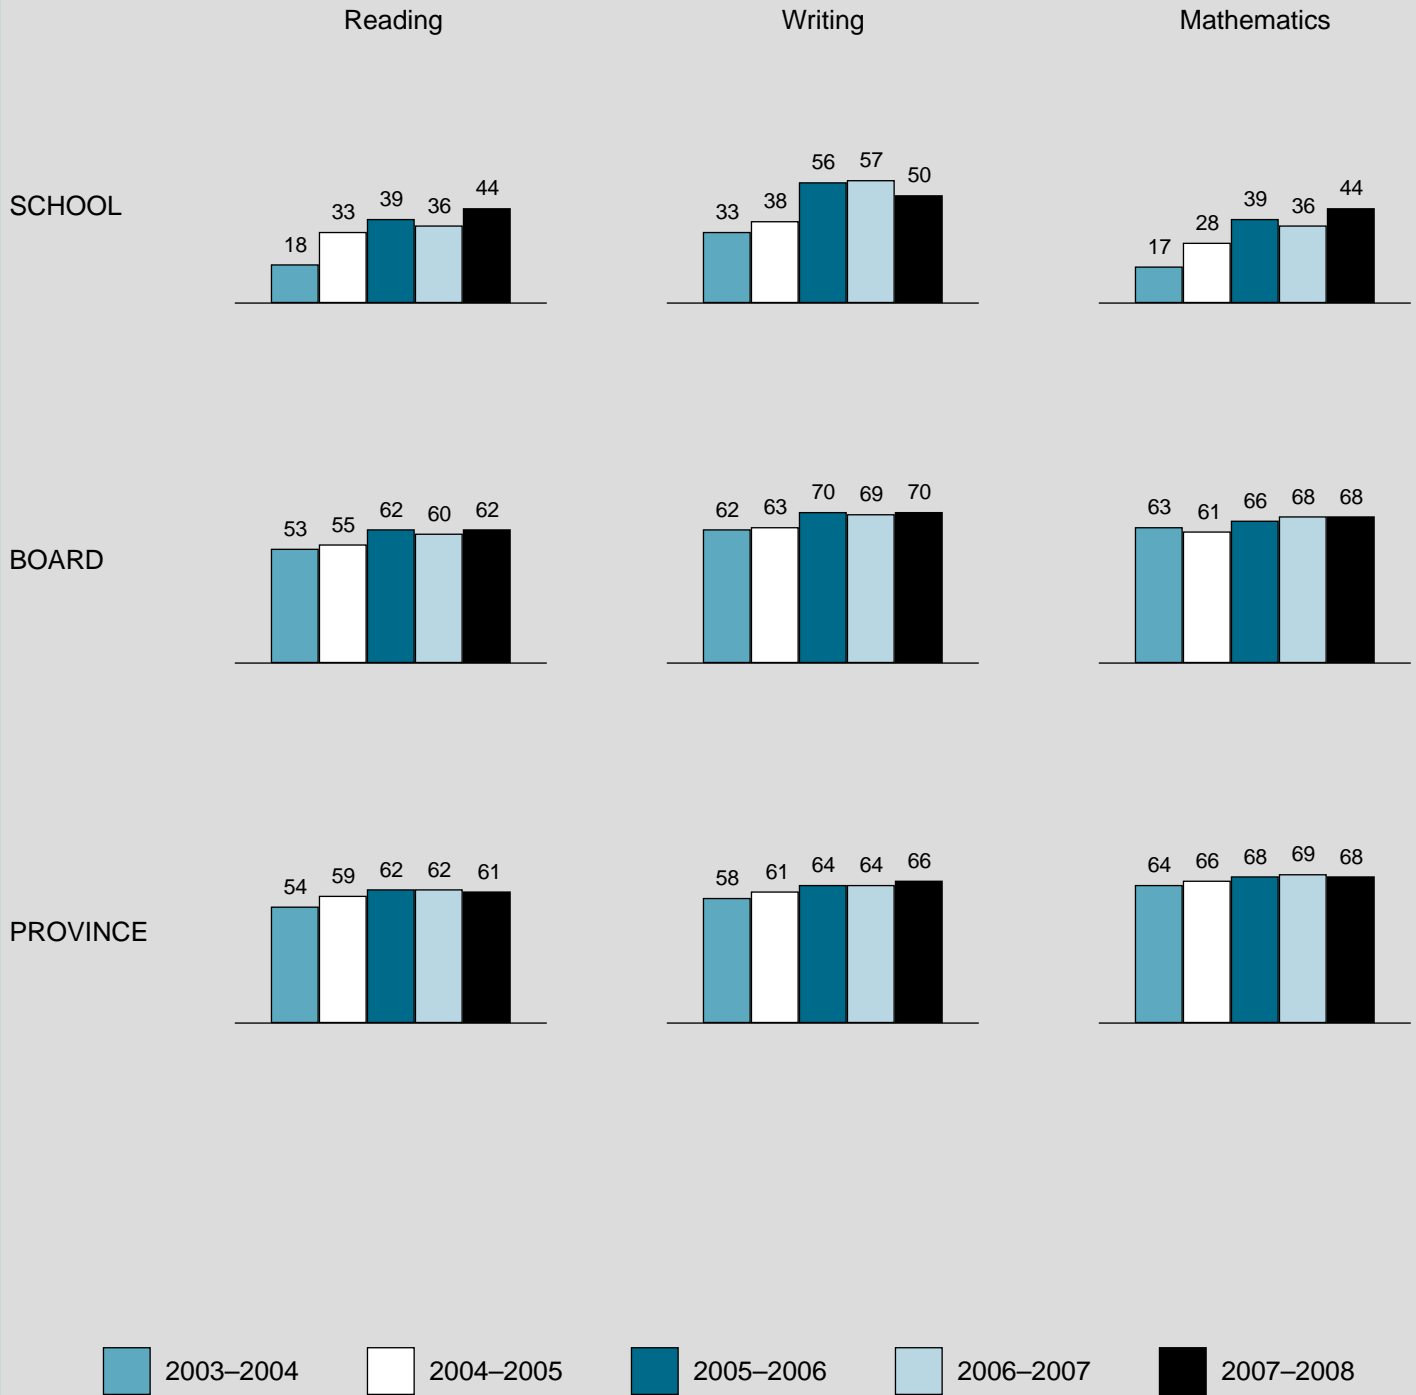 Reading Writing Mathematics
SCHOOL
18 33 39 36 44
33 38 56 57 50
17 28 39 36 44
BOARD
53 55 62 60 62
62 63 70 69 70
63 61 66 68 68
PROVINCE
54 59 62 62 61
58 61 64 64 66
64 66 68 69 68
2003–2004 2004–2005 2005–2006 2006–2007 2007–2008